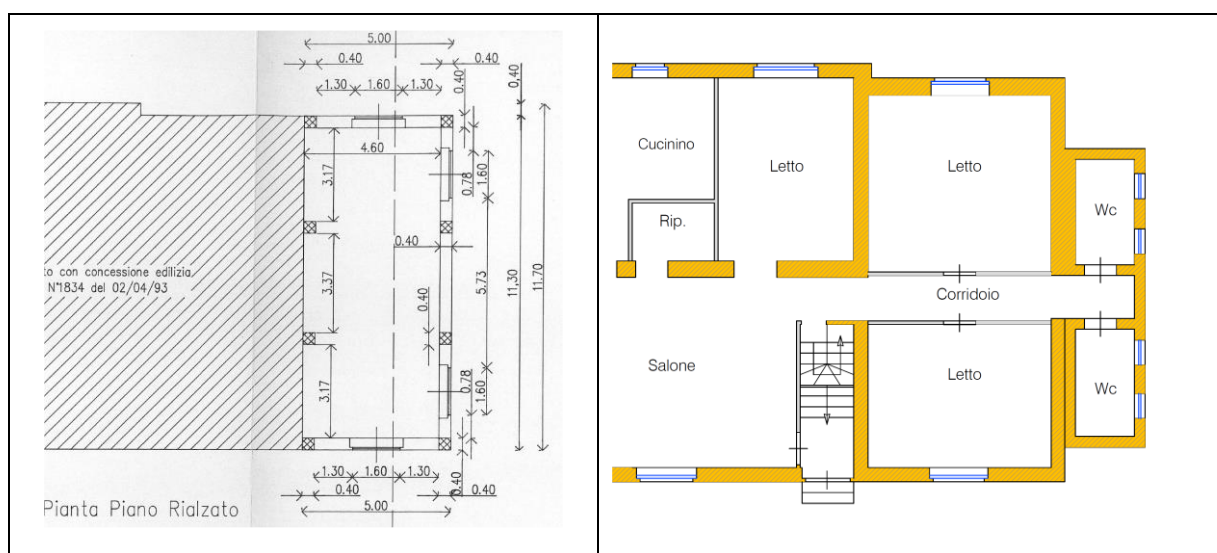 5.00
0.40 0.40
1.30 1.60 1.30
0.40
0.40
4.60
3.17
0.78
1.60
0.40
to con concessione edilizia
N°1834 del 02/04/93
3.37
0.40
5.73
11,30
11.70
3.17
0.78
1.60
1.30 1.60 1.30
0.40
0.40 0.40
5.00
Pianta Piano Rialzato
Cucinino
Letto
Letto
Wc
Rip.
Corridoio
Salone
Letto
Wc